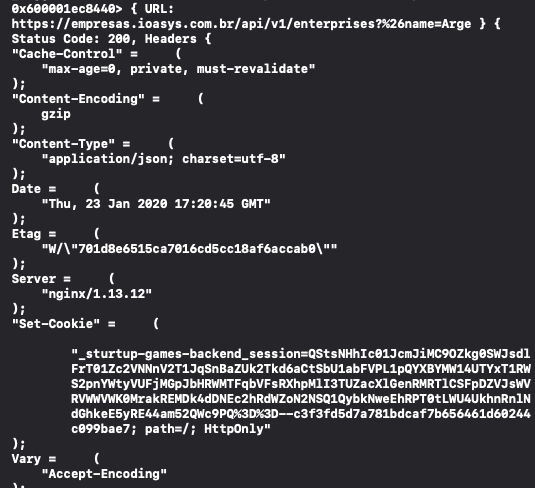 0x600001ec8440> { URL:
https://empresas.ioasys.com.br/api/v1/enterprises?%26name=Arge } {
Status Code: 200, Headers {
"Cache-Control" =     (
"max-age=0, private, must-revalidate"
);
"Content-Encoding" =     (
gzip
);
"Content-Type" =     (
"application/json; charset=utf-8"
);
Date =     (
"Thu, 23 Jan 2020 17:20:45 GMT"
);
Etag =     (
"W/\"701d8e6515ca7016cd5cc18af6accab0\""
);
Server =     (
"nginx/1.13.12"
);
"Set-Cookie" =     (
"_sturtup-games-backend_session=QStsNHhIc01JcmJiMC9OZkg0SWJsdl
FrT01Zc2VNNnV2T1JqSnBaZUk2Tkd6aCtSbU1abFVPL1pQYXBYMW14UTYxT1RW
S2pnYWtyVUFjMGpJbHRWMTFqbVFsRXhpMlI3TUZacXlGenRMRTlCSFpDZVJsWV
RVWWVWK0MrakREMDk4dDNEc2hRdWZoN2NSQ1QybkNweEhRPT0tLWU4UkhnRnlN
dGhkeE5yRE44am52QWc9PQ%3D%3D--c3f3fd5d7a781bdcaf7b656461d60244
c099bae7; path=/; HttpOnly"
);
Vary =     (
"Accept-Encoding"
);